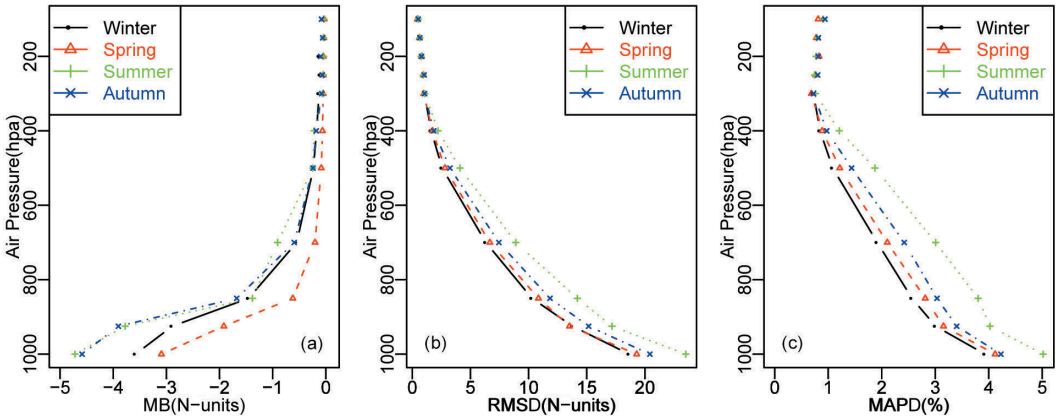 Winter
Spring
Summer
Autumn
200
400
600
800
1000
Air Pressure(hpa)
(a)
−5 −4 −3 −2 −1 0
MB(N−units)
Winter
Spring
Summer
Autumn
200
400
600
800
1000
Air Pressure(hpa)
(b)
0 5 10 15 20
RMSD(N−units)
Winter
Spring
Summer
Autumn
200
400
600
800
1000
Air Pressure(hpa)
(c)
0 1 2 3 4 5
MAPD(%)